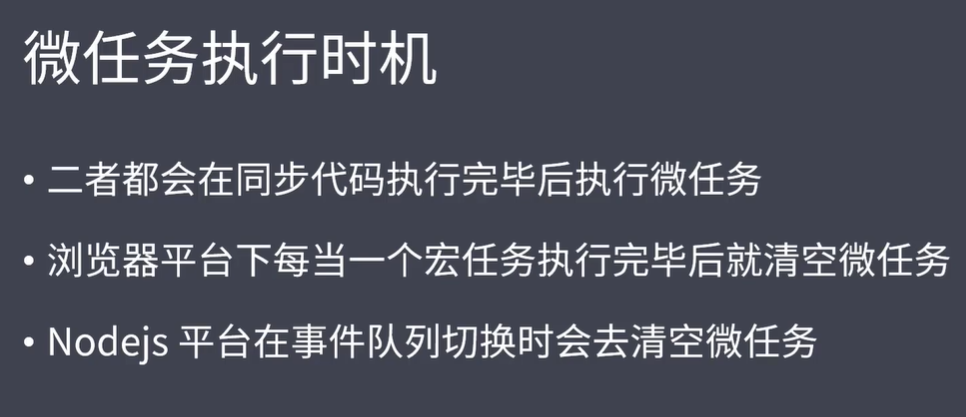 微任务执行时机
• 二者都会在同步代码执行完毕后执行微任务
• 浏览器平台下每当一个宏任务执行完毕后就清空微任务
• Nodejs 平台在事件队列切换时会去清空微任务